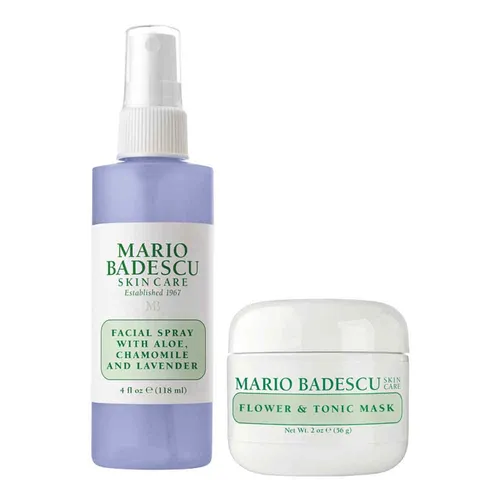 MARIO
BADESCU
SKIN CARE
Established 1967
MB
FACIAL SPRAY
WITH ALOE,
CHAMOMILE
AND LAVENDER
4 fl oz ℮ (118 ml)
MARIO BADESCU SKIN CARE
FLOWER & TONIC MASK
Net Wt. 2 oz ℮ (56 g)